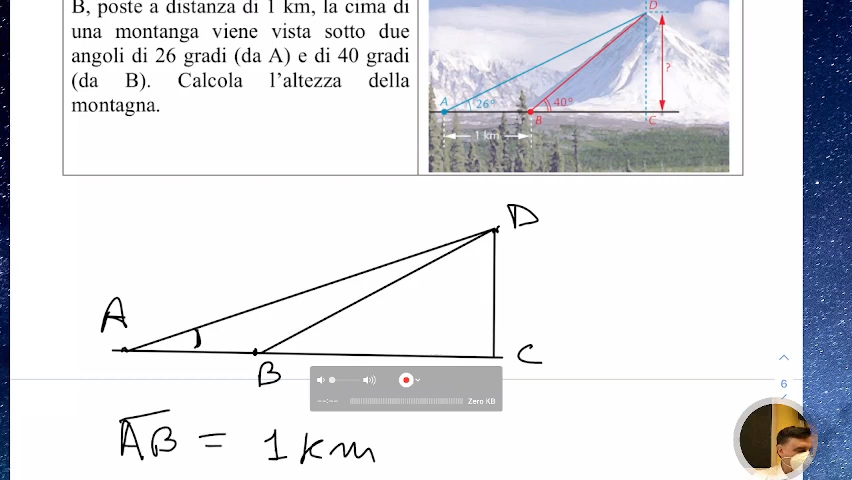 B, poste a distanza di 1 km, la cima di
una montanga viene vista sotto due
angoli di 26 gradi (da A) e di 40 gradi
(da B). Calcola l'altezza della
montagna.
D
?
A
26°
40°
B
C
1 km
D
A
B
C
AB = 1 km
--:--
Zero KB
6